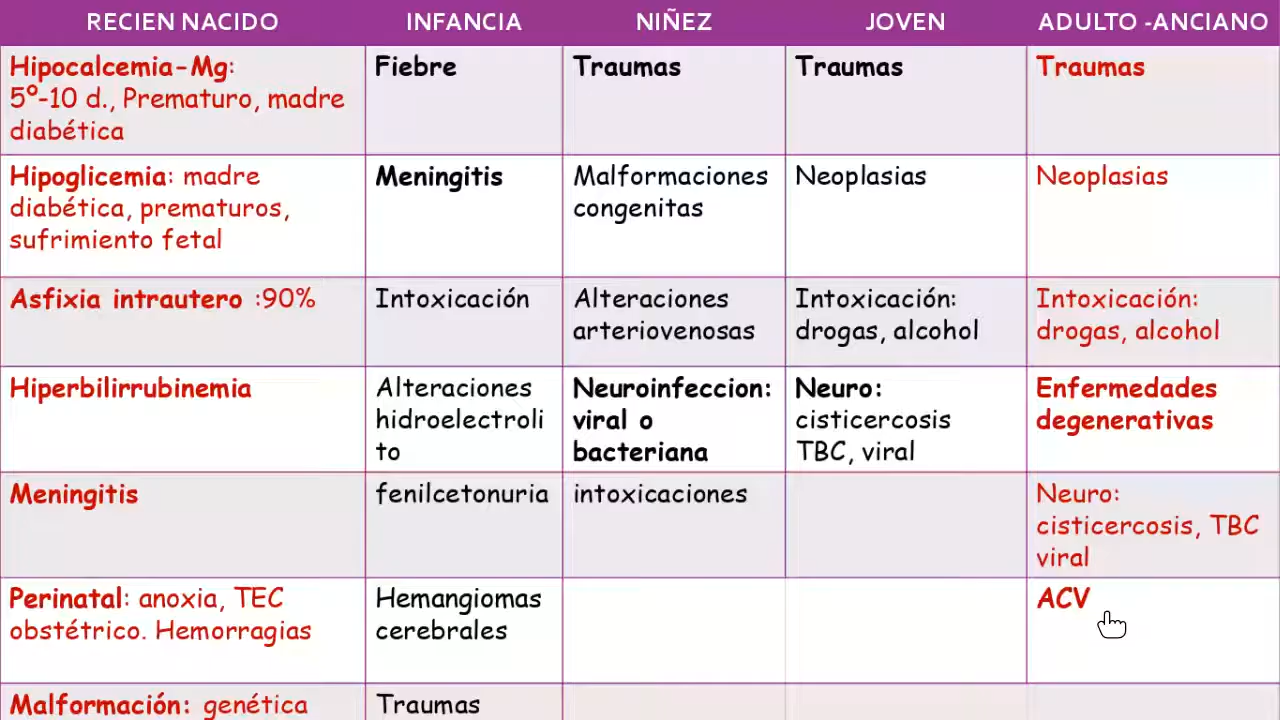 RECIEN NACIDO INFANCIA NIÑEZ JOVEN ADULTO -ANCIANO
Hipocalcemia-Mg:
5º-10 d., Prematuro, madre
diabética
Fiebre
Traumas
Traumas
Traumas
Hipoglicemia: madre
diabética, prematuros,
sufrimiento fetal
Meningitis
Malformaciones
congenitas
Neoplasias
Neoplasias
Asfixia intrautero :90%
Intoxicación
Alteraciones
arteriovenosas
Intoxicación:
drogas, alcohol
Intoxicación:
drogas, alcohol
Hiperbilirrubinemia
Alteraciones
hidroelectroli
to
Neuroinfeccion:
viral o
bacteriana
Neuro:
cisticercosis
TBC, viral
Enfermedades
degenerativas
Meningitis
fenilcetonuria
intoxicaciones
Neuro:
cisticercosis, TBC
viral
Perinatal: anoxia, TEC
obstétrico. Hemorragias
Hemangiomas
cerebrales
ACV
Malformación: genética
Traumas